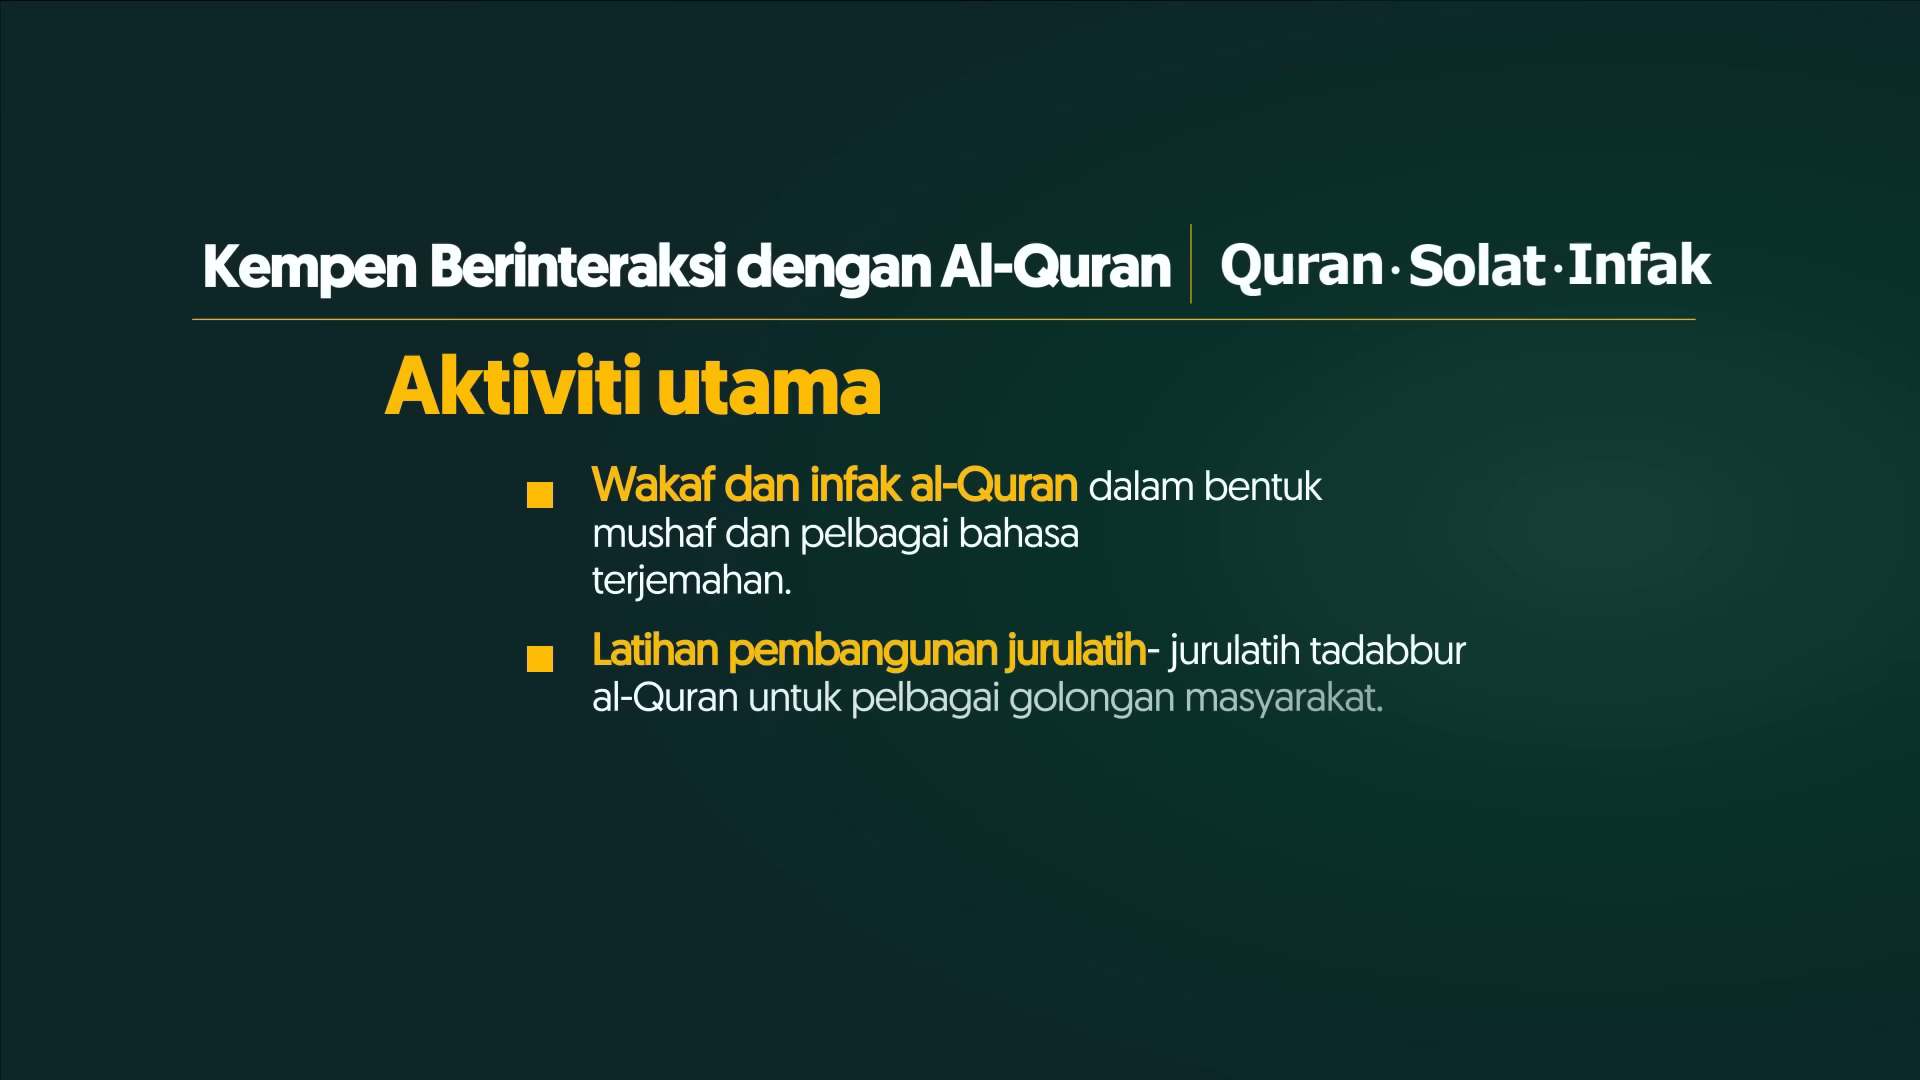 Kempen Berinteraksi dengan Al-Quran | Quran · Solat · Infak
Aktiviti utama
Wakaf dan infak al-Quran dalam bentuk
mushaf dan pelbagai bahasa
terjemahan.
Latihan pembangunan jurulatih- jurulatih tadabbur
al-Quran untuk pelbagai golongan masyarakat.